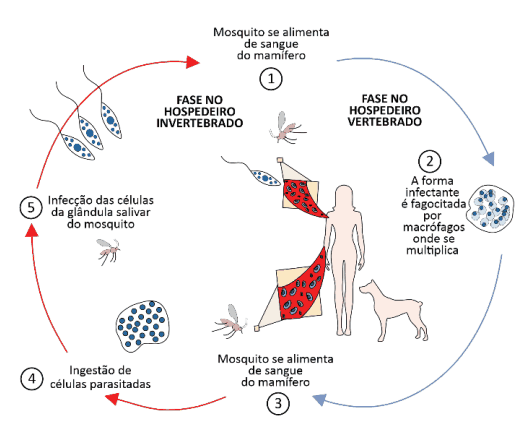 Mosquito se alimenta
de sangue
do mamífero
1
FASE NO
HOSPEDEIRO
INVERTEBRADO
FASE NO
HOSPEDEIRO
VERTEBRADO
2
A forma
infectante
é fagocitada
por
macrófagos
onde se
multiplica
5
Infecção das células
da glândula salivar
do mosquito
4
Ingestão de
células parasitadas
Mosquito se alimenta
de sangue
do mamífero
3